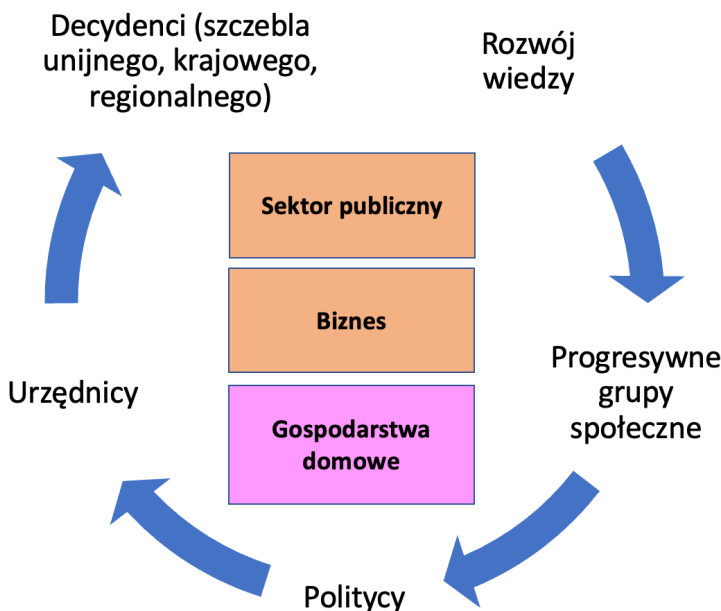 Decydenci (szczebla
unijnego, krajowego,
regionalnego)
Rozwój
wiedzy
Sektor publiczny
Biznes
Gospodarstwa
domowe
Progresywne
grupy
społeczne
Urzędnicy
Politycy